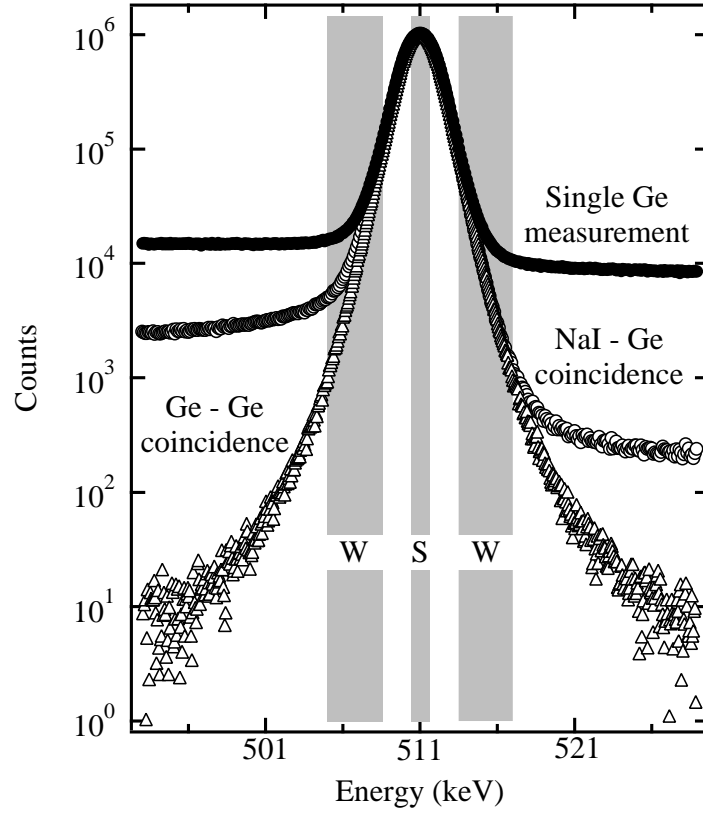 10^6
10^5
10^4
10^3
10^2
10^1
10^0
Counts
Single Ge
measurement
NaI - Ge
coincidence
Ge - Ge
coincidence
W S W
501 511 521
Energy (keV)